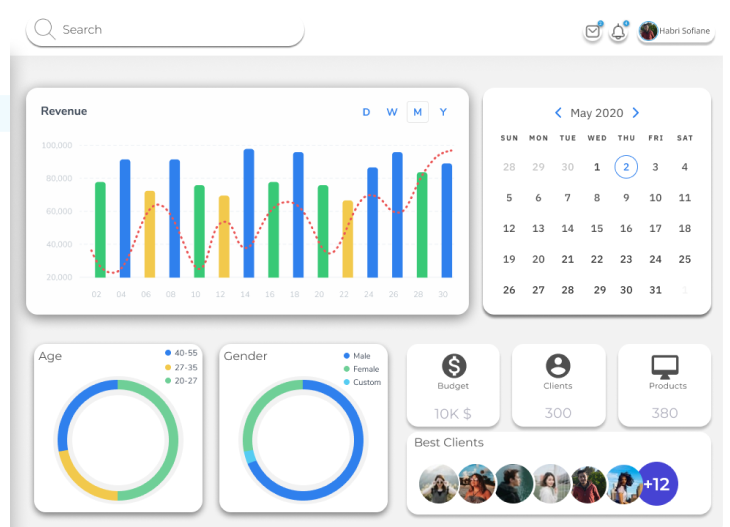 Search
Habri Sofiane
Revenue
D W M Y
100,000
80,000
60,000
40,000
20,000
02 04 06 08 10 12 14 16 18 20 22 24 26 28 30
May 2020
SUN MON TUE WED THU FRI SAT
28 29 30 1 2 3 4
5 6 7 8 9 10 11
12 13 14 15 16 17 18
19 20 21 22 23 24 25
26 27 28 29 30 31 1
Age
40-55
27-35
20-27
Gender
Male
Female
Custom
Budget
10K $
Clients
300
Products
380
Best Clients
+12